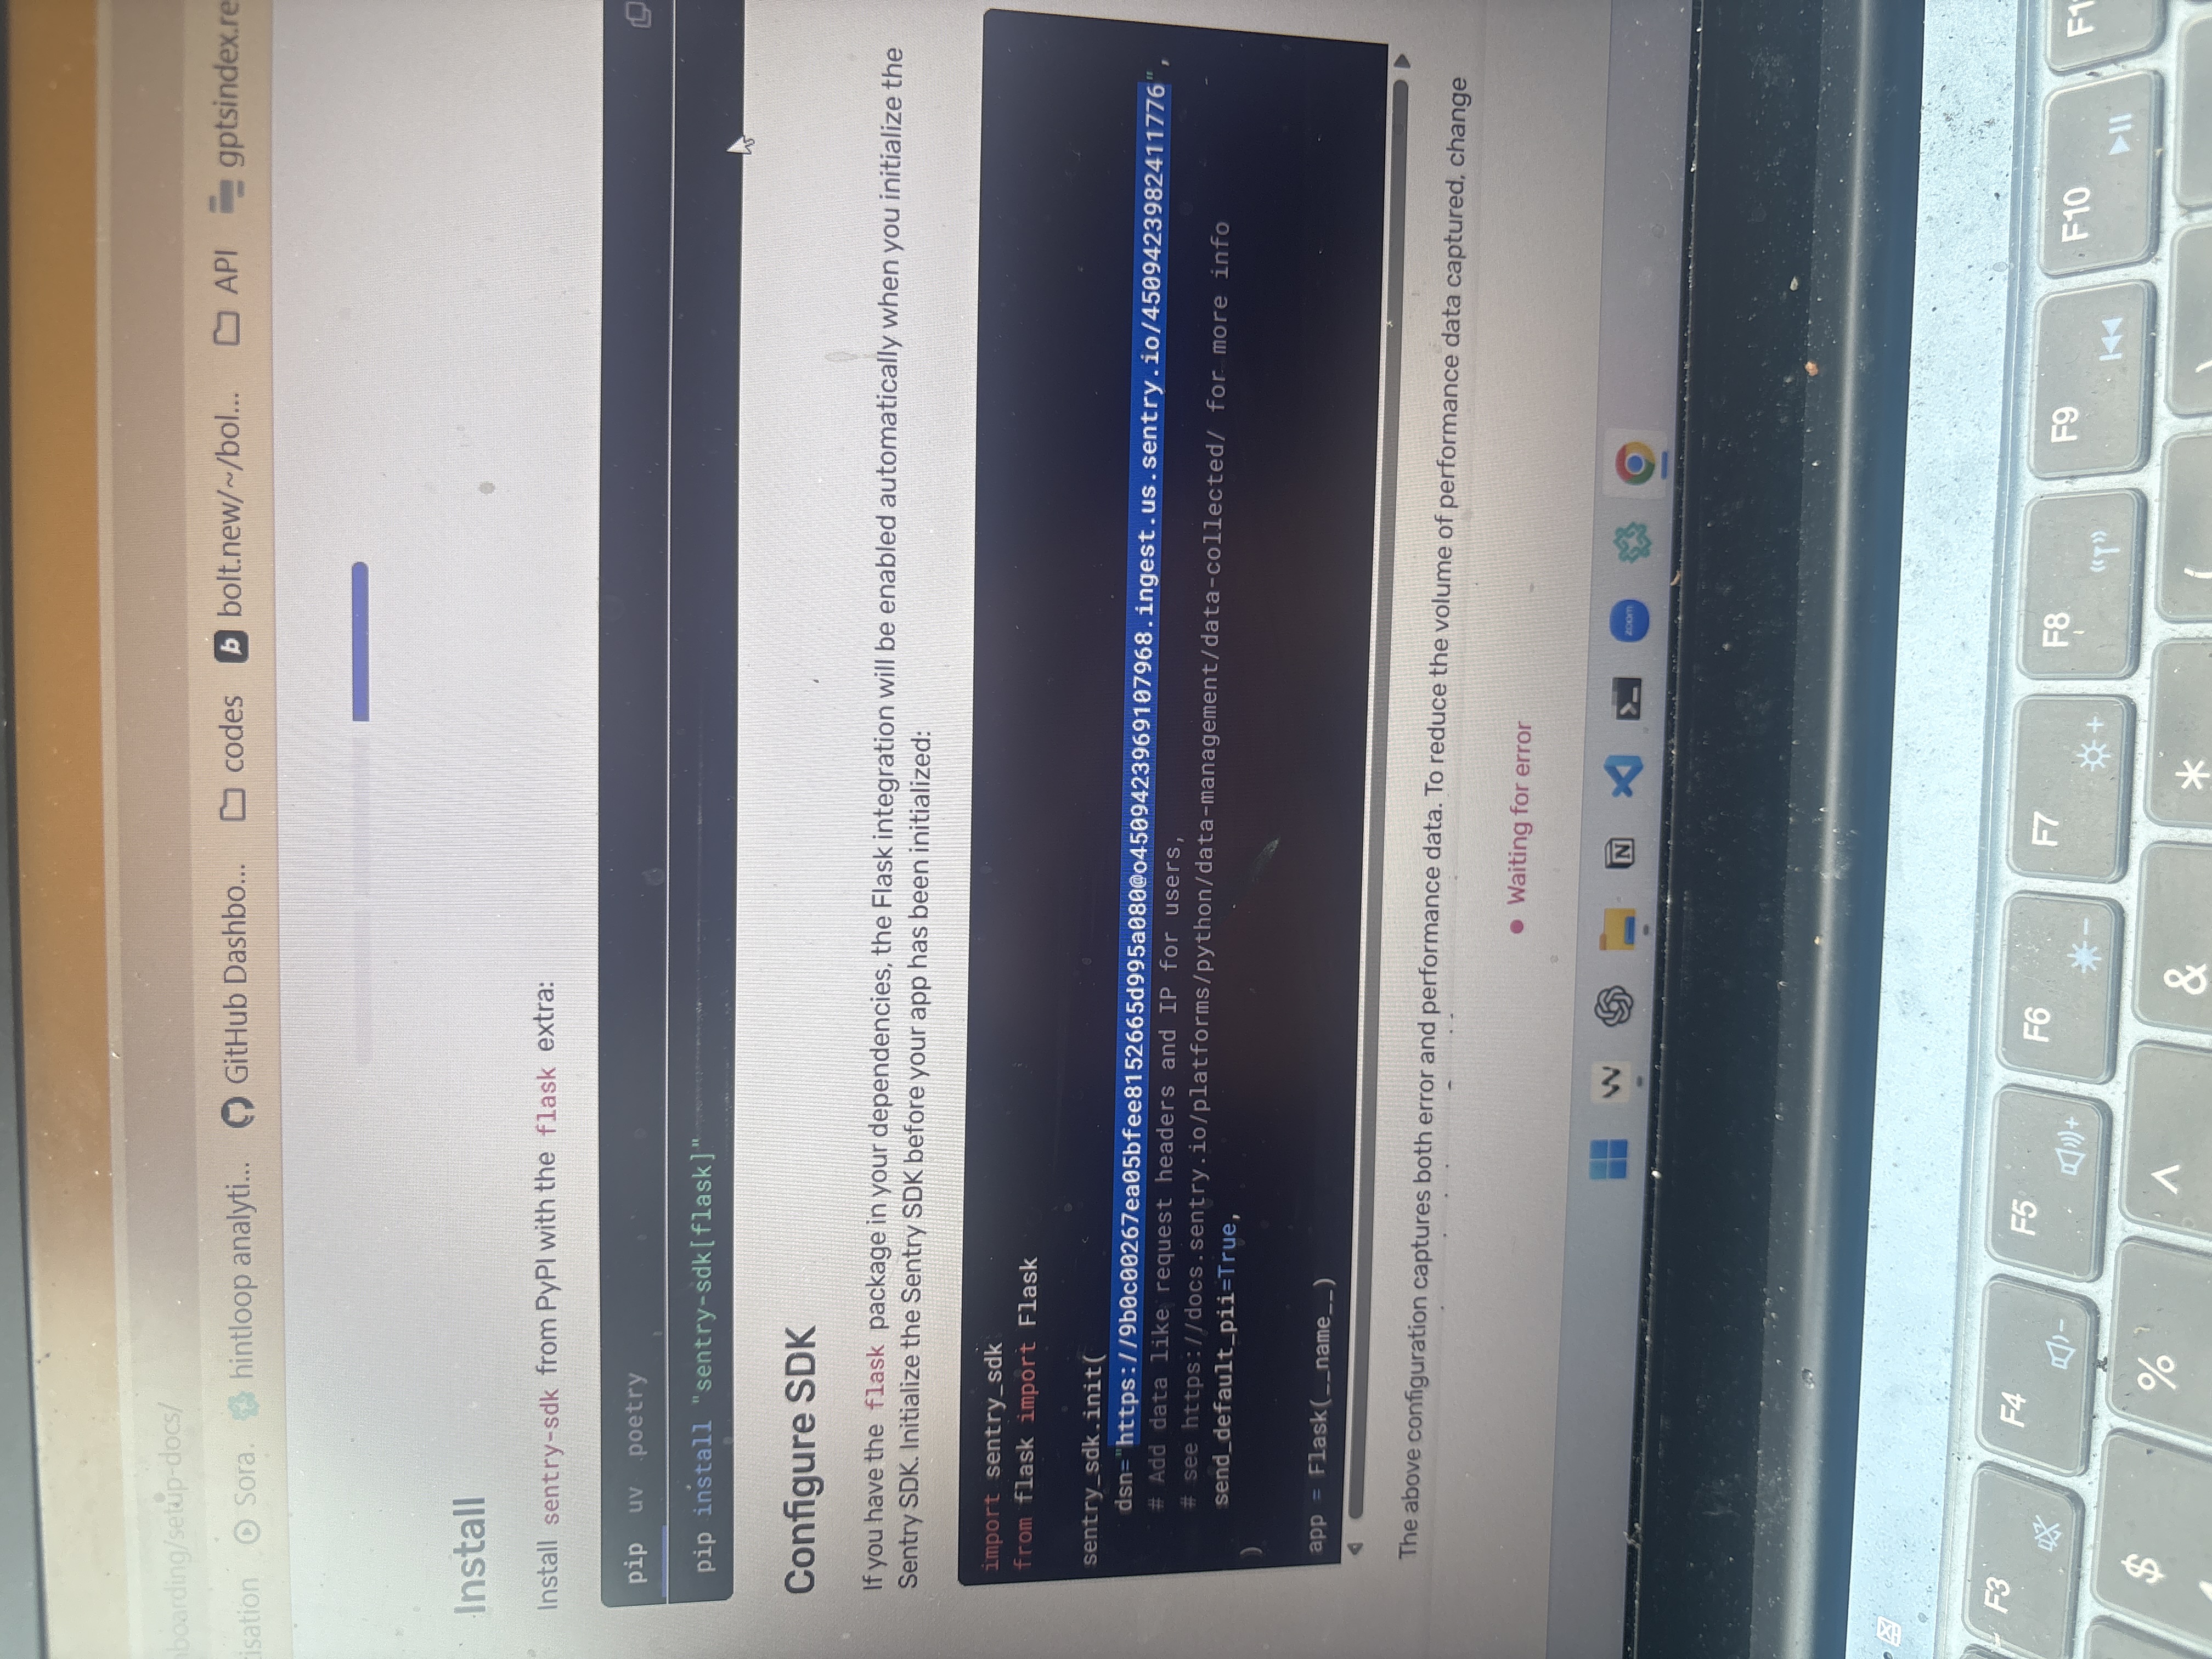 boarding/setup-docs/
isation Sora. hintloop analyti... GitHub Dashbo... codes bolt.new/~/bol... API gptsindex.re
Install
Install sentry-sdk from PyPI with the flask extra:
pip uv poetry
pip install "sentry-sdk[flask]"
Configure SDK
If you have the flask package in your dependencies, the Flask integration will be enabled automatically when you initialize the
Sentry SDK. Initialize the Sentry SDK before your app has been initialized:
import sentry_sdk
from flask import Flask
sentry_sdk.init(
dsn="https://9b0c00267ea05bfee8152665d995a080@o4509423969107968.ingest.us.sentry.io/4509423982411776",
# Add data like request headers and IP for users,
# see https://docs.sentry.io/platforms/python/data-management/data-collected/ for more info
send_default_pii=True,
)
app = Flask(__name__)
The above configuration captures both error and performance data. To reduce the volume of performance data captured, change
Waiting for error
zoom
F3 F4 F5 F6 F7 F8 F9 F10 F1
$ % ^ & * (